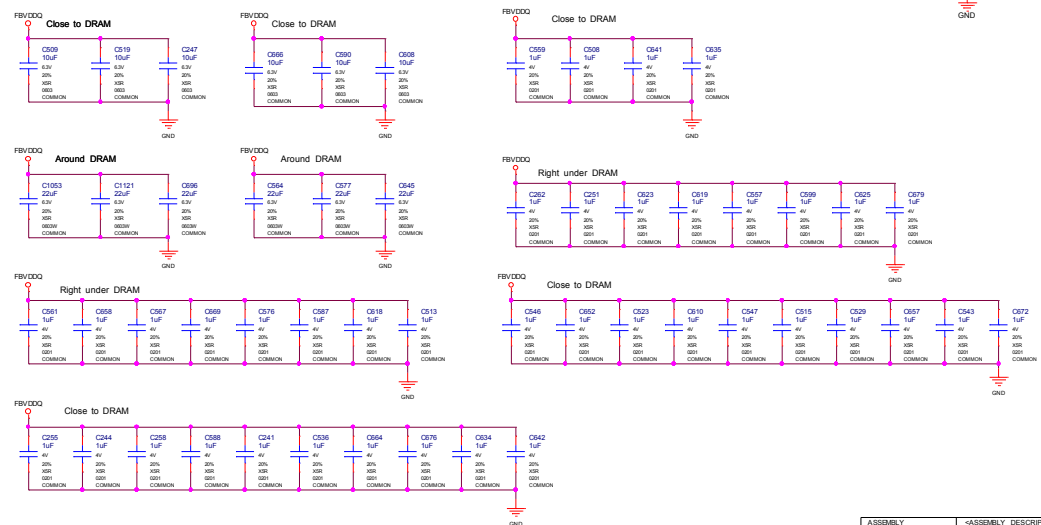 GND
FBVDDQ
Close to DRAM
C509
10uF
6.3V
20%
X5R
0603
COMMON
C519
10uF
6.3V
20%
X5R
0603
COMMON
C247
10uF
6.3V
20%
X5R
0603
COMMON
GND
FBVDDQ
Close to DRAM
C666
10uF
6.3V
20%
X5R
0603
COMMON
C590
10uF
6.3V
20%
X5R
0603
COMMON
C608
10uF
6.3V
20%
X5R
0603
COMMON
GND
FBVDDQ
Close to DRAM
C559
1uF
4V
20%
X5R
0201
COMMON
C508
1uF
4V
20%
X5R
0201
COMMON
C641
1uF
4V
20%
X5R
0201
COMMON
C635
1uF
4V
20%
X5R
0201
COMMON
GND
FBVDDQ
Around DRAM
C1053
22uF
6.3V
20%
X5R
0603W
COMMON
C1121
22uF
6.3V
20%
X5R
0603W
COMMON
C696
22uF
6.3V
20%
X5R
0603W
COMMON
GND
FBVDDQ
Around DRAM
C564
22uF
6.3V
20%
X5R
0603W
COMMON
C577
22uF
6.3V
20%
X5R
0603W
COMMON
C645
22uF
6.3V
20%
X5R
0603W
COMMON
GND
FBVDDQ
Right under DRAM
C262
1uF
4V
20%
X5R
0201
COMMON
C251
1uF
4V
20%
X5R
0201
COMMON
C623
1uF
4V
20%
X5R
0201
COMMON
C619
1uF
4V
20%
X5R
0201
COMMON
C557
1uF
4V
20%
X5R
0201
COMMON
C599
1uF
4V
20%
X5R
0201
COMMON
C625
1uF
4V
20%
X5R
0201
COMMON
C679
1uF
4V
20%
X5R
0201
COMMON
GND
FBVDDQ
Right under DRAM
C561
1uF
4V
20%
X5R
0201
COMMON
C658
1uF
4V
20%
X5R
0201
COMMON
C567
1uF
4V
20%
X5R
0201
COMMON
C669
1uF
4V
20%
X5R
0201
COMMON
C576
1uF
4V
20%
X5R
0201
COMMON
C587
1uF
4V
20%
X5R
0201
COMMON
C618
1uF
4V
20%
X5R
0201
COMMON
C513
1uF
4V
20%
X5R
0201
COMMON
GND
FBVDDQ
Close to DRAM
C546
1uF
4V
20%
X5R
0201
COMMON
C652
1uF
4V
20%
X5R
0201
COMMON
C523
1uF
4V
20%
X5R
0201
COMMON
C610
1uF
4V
20%
X5R
0201
COMMON
C547
1uF
4V
20%
X5R
0201
COMMON
C515
1uF
4V
20%
X5R
0201
COMMON
C529
1uF
4V
20%
X5R
0201
COMMON
C657
1uF
4V
20%
X5R
0201
COMMON
C543
1uF
4V
20%
X5R
0201
COMMON
C672
1uF
4V
20%
X5R
0201
COMMON
GND
FBVDDQ
Close to DRAM
C255
1uF
4V
20%
X5R
0201
COMMON
C244
1uF
4V
20%
X5R
0201
COMMON
C258
1uF
4V
20%
X5R
0201
COMMON
C588
1uF
4V
20%
X5R
0201
COMMON
C241
1uF
4V
20%
X5R
0201
COMMON
C536
1uF
4V
20%
X5R
0201
COMMON
C664
1uF
4V
20%
X5R
0201
COMMON
C676
1uF
4V
20%
X5R
0201
COMMON
C634
1uF
4V
20%
X5R
0201
COMMON
C642
1uF
4V
20%
X5R
0201
COMMON
GND
ASSEMBLY
<ASSEMBLY_DESCRIP